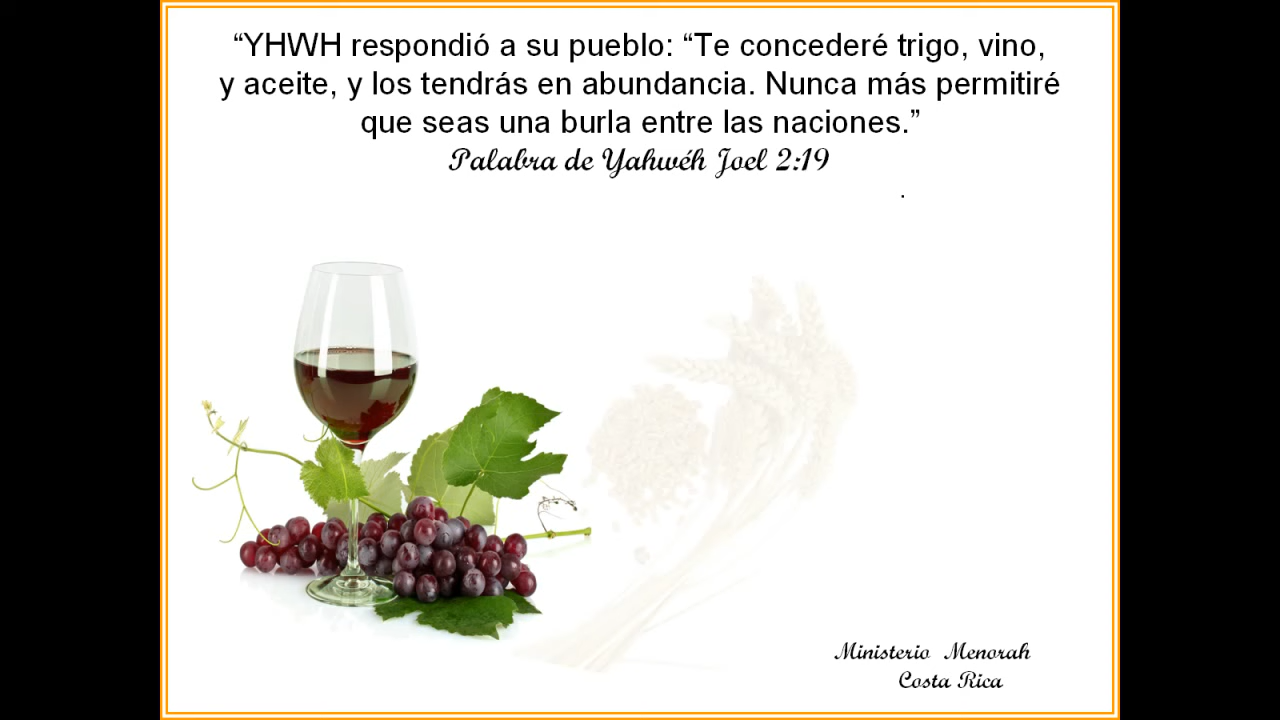 “YHWH respondió a su pueblo: “Te concederé trigo, vino,
y aceite, y los tendrás en abundancia. Nunca más permitiré
que seas una burla entre las naciones.”
Palabra de Yahwéh Joel 2:19
.
Ministerio Menorah
Costa Rica